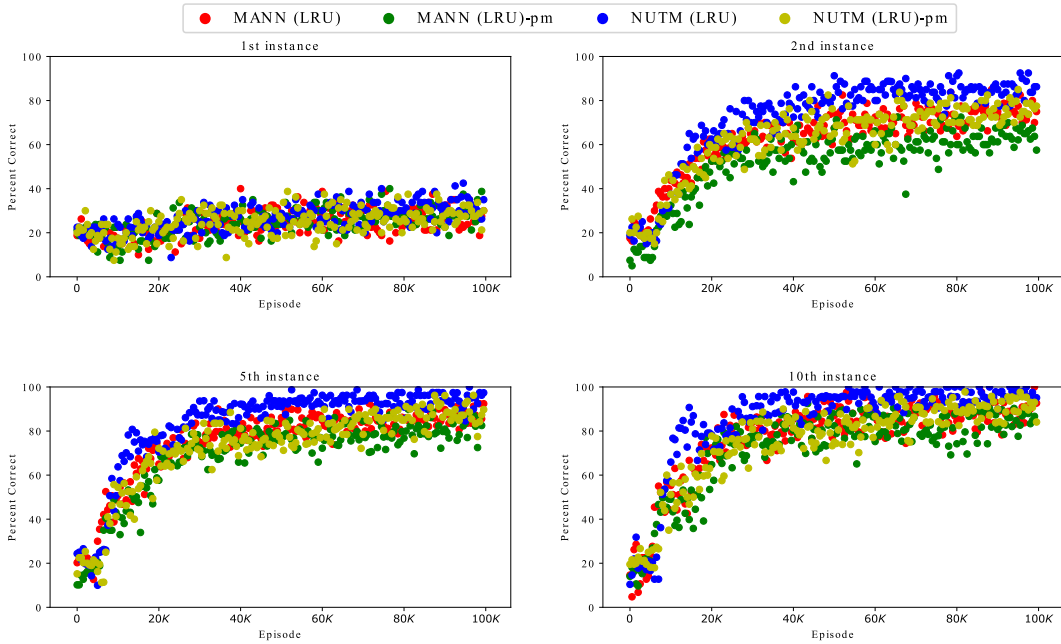 MANN (LRU) MANN (LRU)-pm NUTM (LRU) NUTM (LRU)-pm
1st instance
Percent Correct
100
80
60
40
20
0
0 20K 40K 60K 80K 100K
Episode
2nd instance
Percent Correct
100
80
60
40
20
0
0 20K 40K 60K 80K 100K
Episode
5th instance
Percent Correct
100
80
60
40
20
0
0 20K 40K 60K 80K 100K
Episode
10th instance
Percent Correct
100
80
60
40
20
0
0 20K 40K 60K 80K 100K
Episode